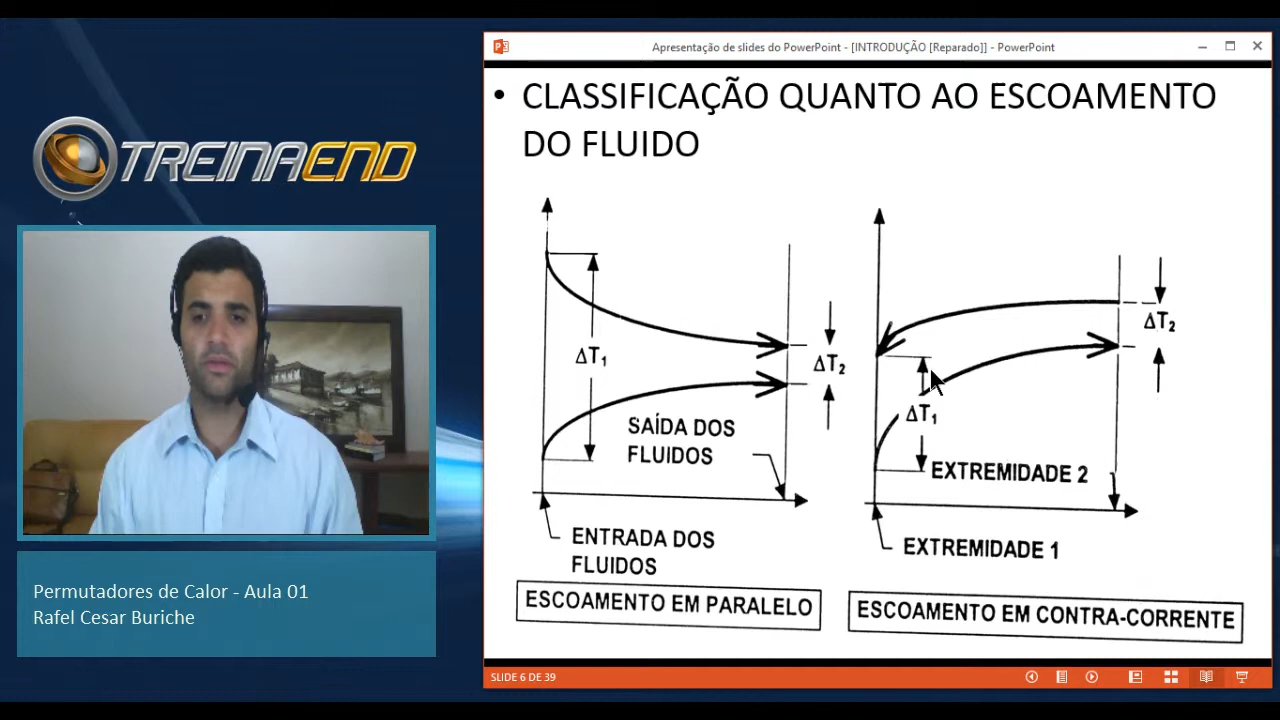 TREINAEND
Permutadores de Calor - Aula 01
Rafel Cesar Buriche
Apresentação de slides do PowerPoint - [INTRODUÇÃO [Reparado]] - PowerPoint
• CLASSIFICAÇÃO QUANTO AO ESCOAMENTO
DO FLUIDO
ΔT₁
ΔT₂
SAÍDA DOS
FLUIDOS
ENTRADA DOS
FLUIDOS
ESCOAMENTO EM PARALELO
ΔT₂
ΔT₁
EXTREMIDADE 2
EXTREMIDADE 1
ESCOAMENTO EM CONTRA-CORRENTE
SLIDE 6 DE 39